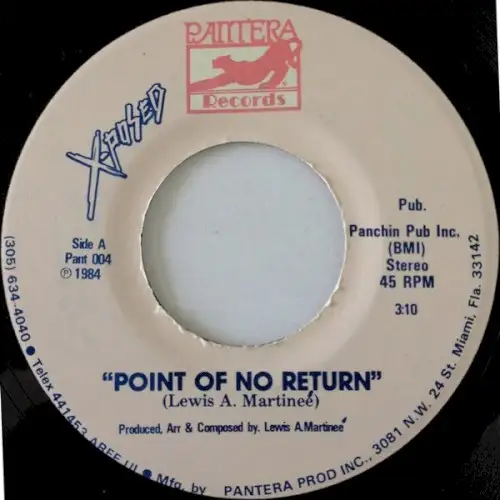 PANTERA
Records
Xposed
Side A
Pant 004
℗ 1984
Pub.
Panchin Pub Inc.
(BMI)
Stereo
45 RPM
3:10
"POINT OF NO RETURN"
(Lewis A. Martineé)
Produced, Arr & Composed by. Lewis A.Martineé
(305) 634-4040 • Telex 441453 • Mfg. by PANTERA PROD INC., 3081 N.W. 24 St. Miami, Fla. 33142